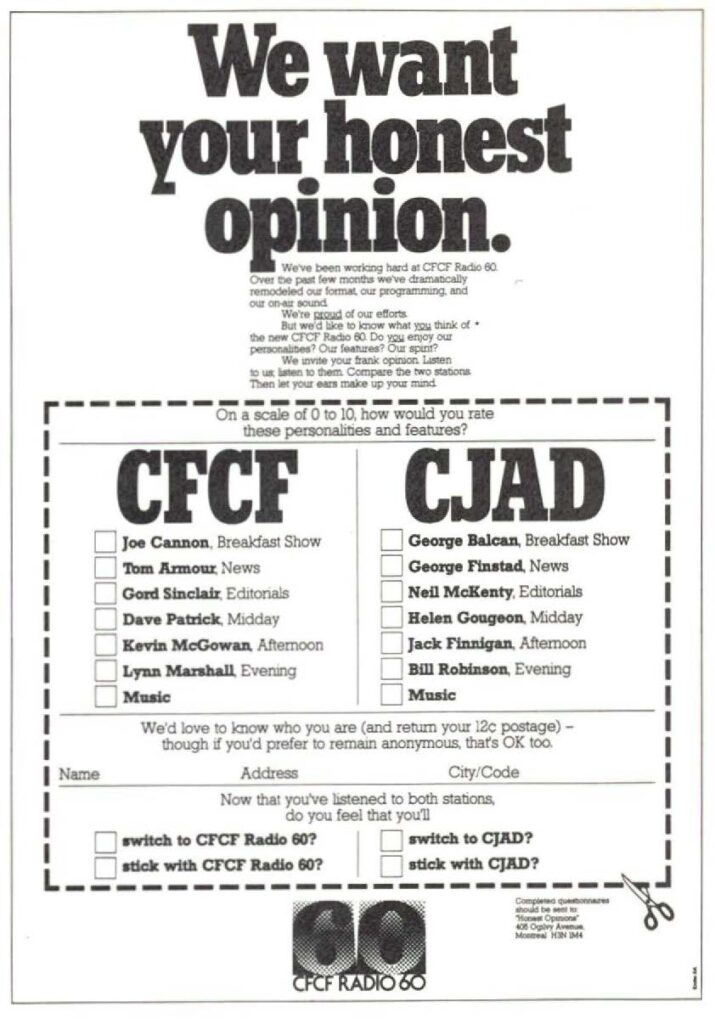 We want
your honest
opinion.
We've been working hard at CFCF Radio 60.
Over the past few months we've dramatically
remodeled our format, our programming, and
our on-air sound.
We're proud of our efforts.
But we'd like to know what you think of
the new CFCF Radio 60. Do you enjoy our
personalities? Our features? Our spirit?
We invite your frank opinion. Listen
to us; listen to them. Compare the two stations.
Then let your ears make up your mind.
On a scale of 0 to 10, how would you rate
these personalities and features?
CFCF
Joe Cannon, Breakfast Show
Tom Armour, News
Gord Sinclair, Editorials
Dave Patrick, Midday
Kevin McGowan, Afternoon
Lynn Marshall, Evening
Music
CJAD
George Balcan, Breakfast Show
George Finstad, News
Neil McKenty, Editorials
Helen Gougeon, Midday
Jack Finnigan, Afternoon
Bill Robinson, Evening
Music
We'd love to know who you are (and return your 12c postage) –
though if you'd prefer to remain anonymous, that's OK too.
Name Address City/Code
Now that you've listened to both stations,
do you feel that you'll
switch to CFCF Radio 60?
stick with CFCF Radio 60?
switch to CJAD?
stick with CJAD?
Completed questionnaires
should be sent to:
"Honest Opinions"
405 Ogilvy Avenue,
Montreal H3N 1M4
60
CFCF RADIO 60